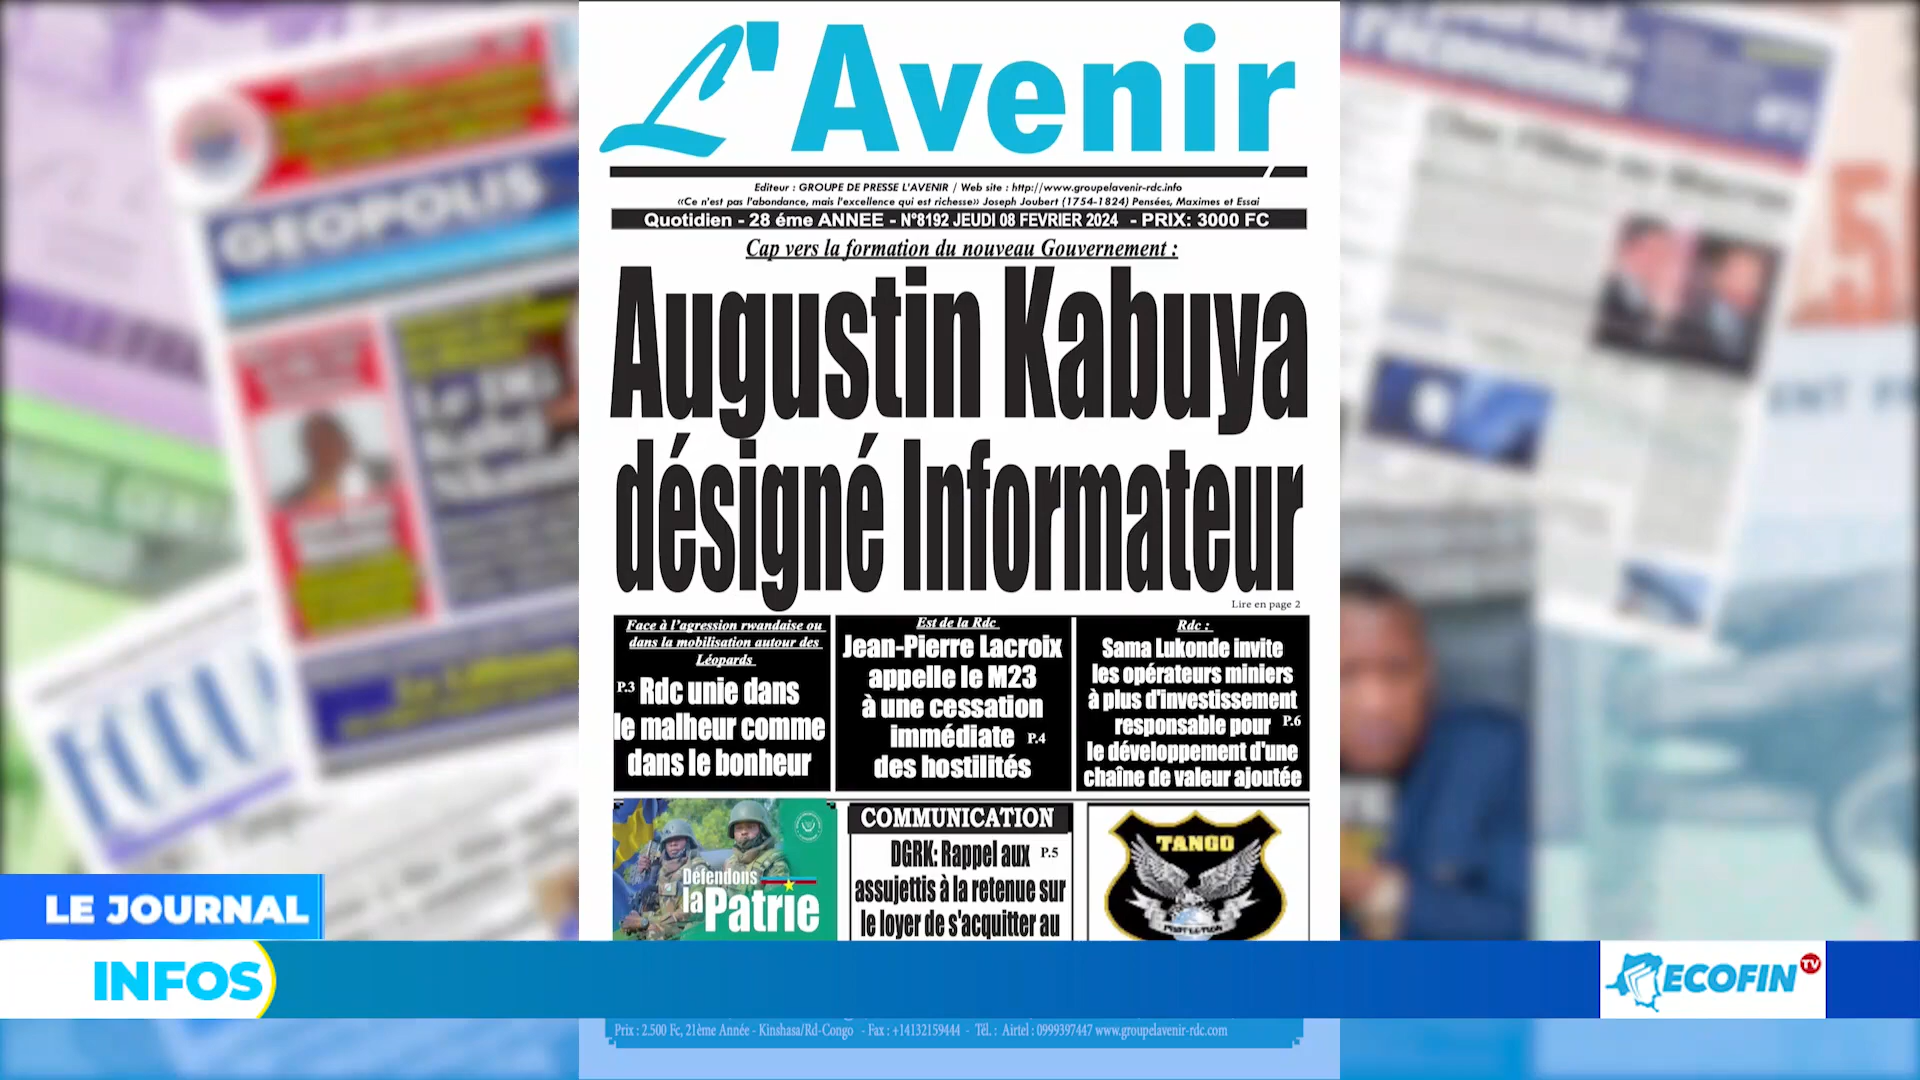 L'Avenir
Editeur : GROUPE DE PRESSE L'AVENIR / Web site : http://www.groupelavenir-rdc.info
«Ce n'est pas l'abondance, mais l'excellence qui est richesse» Joseph Joubert (1754-1824) Pensées, Maximes et Essai
Quotidien - 28 éme ANNEE - N°8192 JEUDI 08 FEVRIER 2024 - PRIX: 3000 FC
Cap vers la formation du nouveau Gouvernement :
Augustin Kabuya
désigné Informateur
Lire en page 2
Face à l'agression rwandaise ou
dans la mobilisation autour des
Léopards
P.3 Rdc unie dans
le malheur comme
dans le bonheur
Est de la Rdc
Jean-Pierre Lacroix
appelle le M23
à une cessation
immédiate P.4
des hostilités
Rdc :
Sama Lukonde invite
les opérateurs miniers
à plus d'investissement
responsable pour P.6
le développement d'une
chaîne de valeur ajoutée
Défendons
la Patrie
COMMUNICATION
DGRK: Rappel aux P.5
assujettis à la retenue sur
le loyer de s'acquitter au
TANGO
PROTECTION
GEOPOLIS
LE JOURNAL
INFOS
ECOFIN TV
Prix : 2.500 Fc, 21ème Année - Kinshasa/Rd-Congo - Fax : +14132159444 - Tél. : Airtel : 0999397447 www.groupelavenir-rdc.com